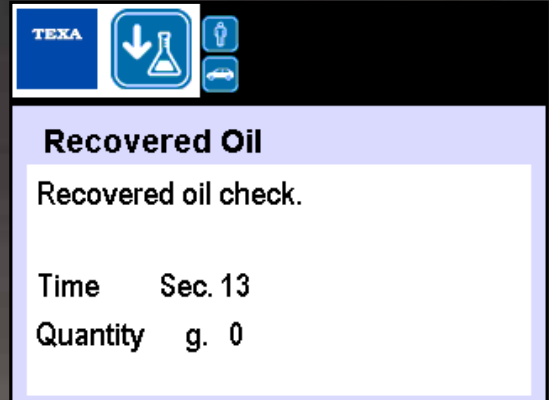 TEXA
Recovered Oil
Recovered oil check.
Time Sec. 13
Quantity g. 0